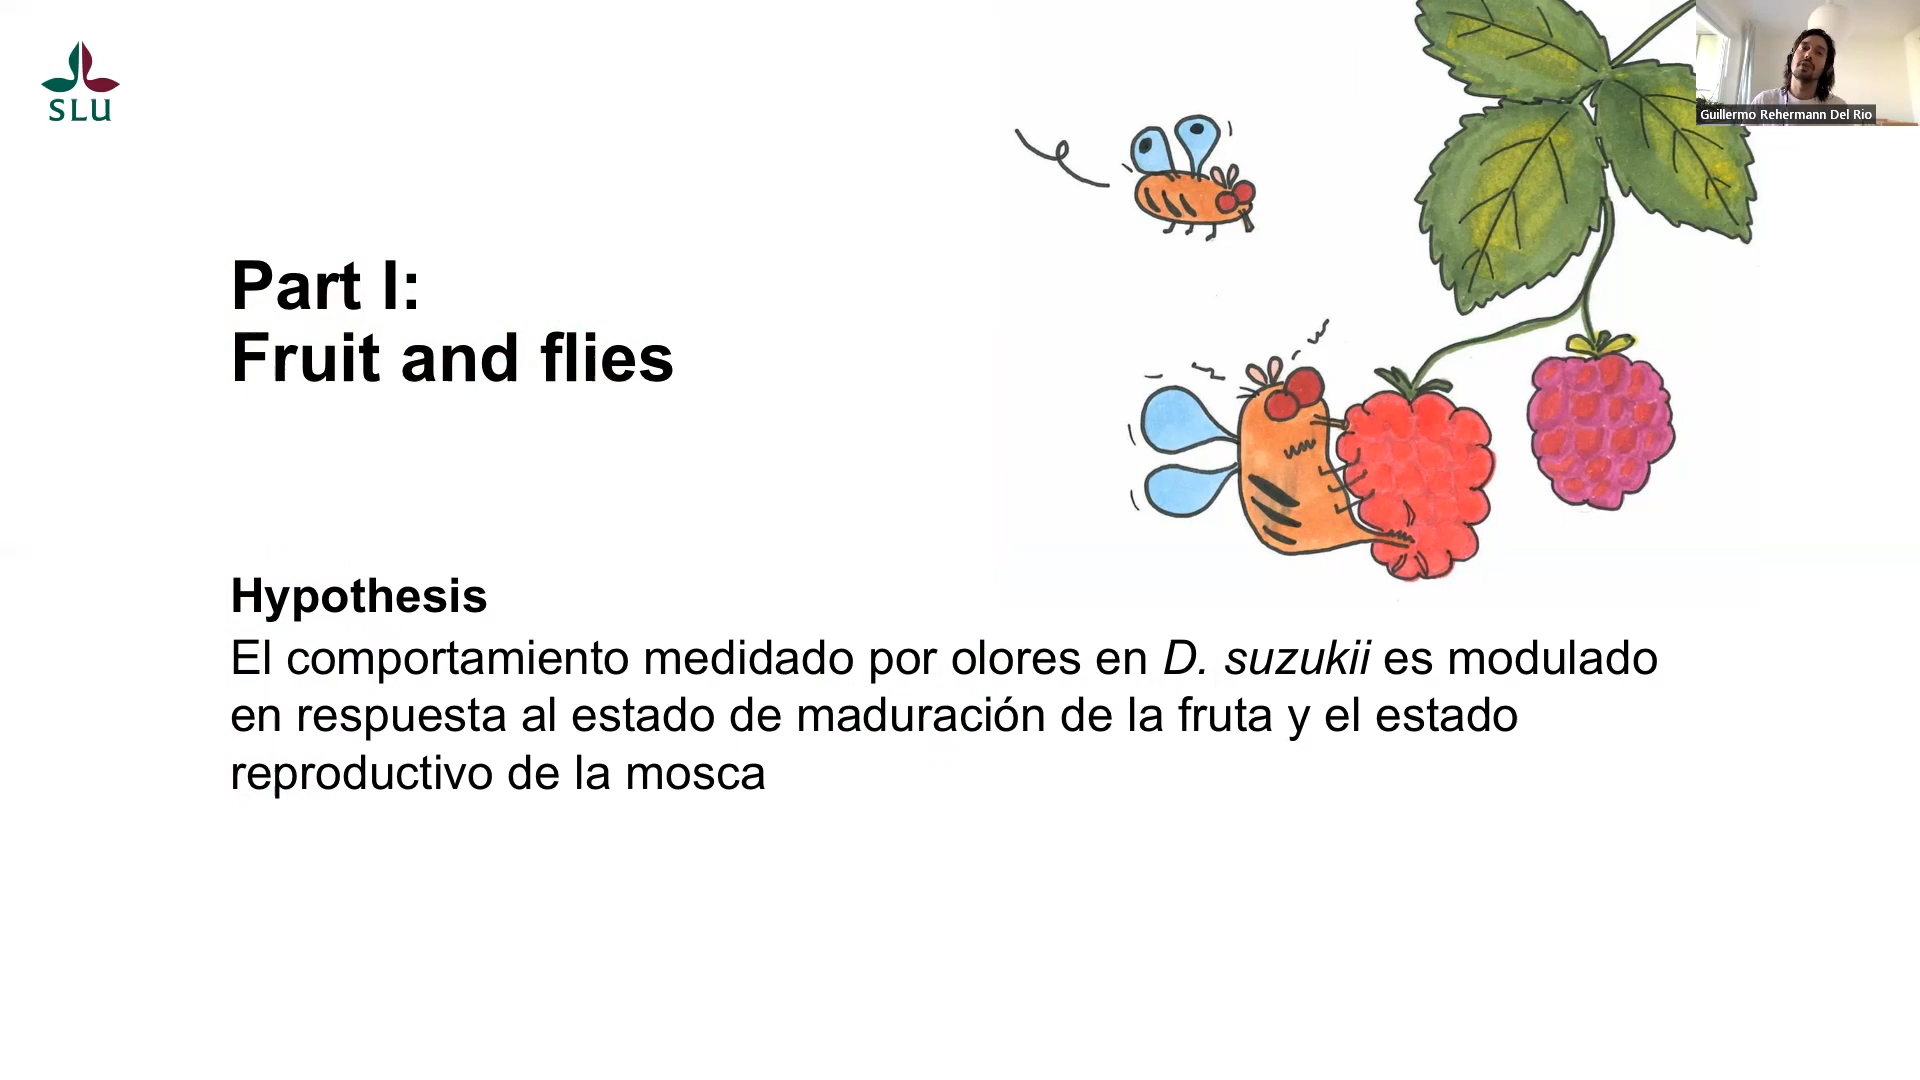 SLU
Guillermo Rehermann Del Rio
Part I:
Fruit and flies
Hypothesis
El comportamiento medidado por olores en D. suzukii es modulado
en respuesta al estado de maduración de la fruta y el estado
reproductivo de la mosca